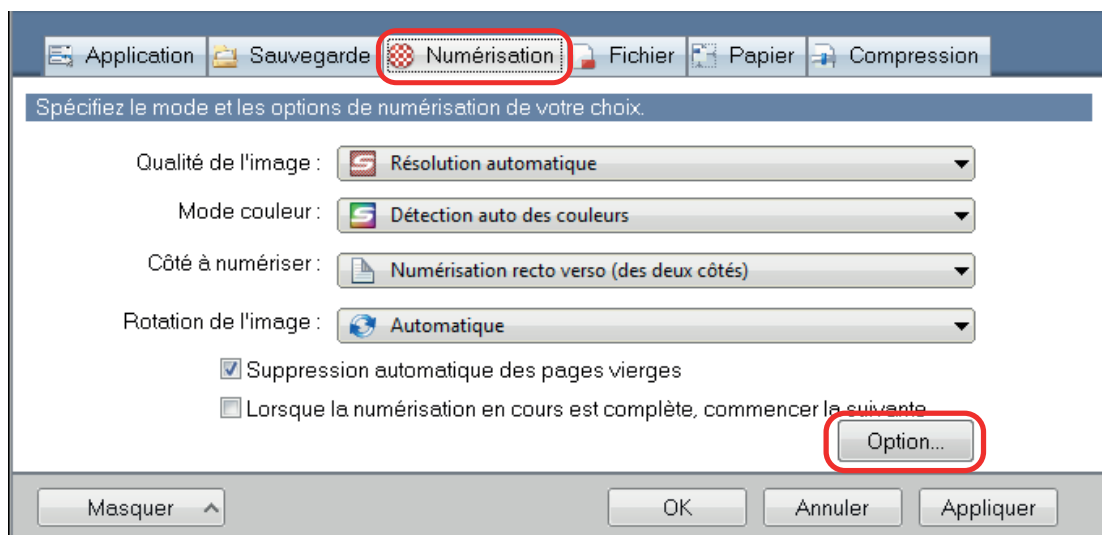 Application Sauvegarde Numérisation Fichier Papier Compression
Spécifiez le mode et les options de numérisation de votre choix.
Qualité de l'image : Résolution automatique
Mode couleur : Détection auto des couleurs
Côté à numériser : Numérisation recto verso (des deux côtés)
Rotation de l'image : Automatique
Suppression automatique des pages vierges
Lorsque la numérisation en cours est complète, commencer la suivante
Option...
Masquer OK Annuler Appliquer